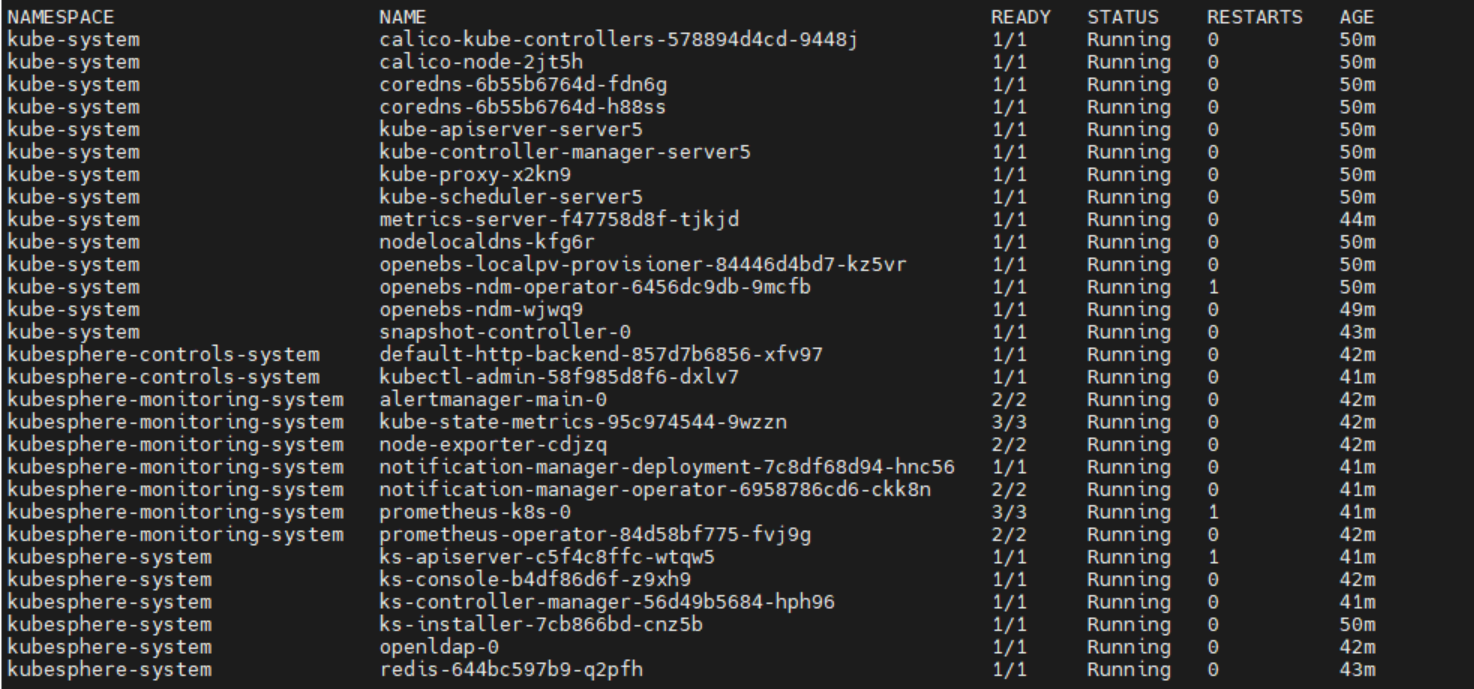 NAMESPACE NAME READY STATUS RESTARTS AGE
kube-system calico-kube-controllers-578894d4cd-9448j 1/1 Running 0 50m
kube-system calico-node-2jt5h 1/1 Running 0 50m
kube-system coredns-6b55b6764d-fdn6g 1/1 Running 0 50m
kube-system coredns-6b55b6764d-h88ss 1/1 Running 0 50m
kube-system kube-apiserver-server5 1/1 Running 0 50m
kube-system kube-controller-manager-server5 1/1 Running 0 50m
kube-system kube-proxy-x2kn9 1/1 Running 0 50m
kube-system kube-scheduler-server5 1/1 Running 0 50m
kube-system metrics-server-f47758d8f-tjkjd 1/1 Running 0 44m
kube-system nodelocaldns-kfg6r 1/1 Running 0 50m
kube-system openebs-localpv-provisioner-84446d4bd7-kz5vr 1/1 Running 0 50m
kube-system openebs-ndm-operator-6456dc9db-9mcfb 1/1 Running 1 50m
kube-system openebs-ndm-wjwq9 1/1 Running 0 49m
kube-system snapshot-controller-0 1/1 Running 0 43m
kubesphere-controls-system default-http-backend-857d7b6856-xfv97 1/1 Running 0 42m
kubesphere-controls-system kubectl-admin-58f985d8f6-dxlv7 1/1 Running 0 41m
kubesphere-monitoring-system alertmanager-main-0 2/2 Running 0 42m
kubesphere-monitoring-system kube-state-metrics-95c974544-9wzzn 3/3 Running 0 42m
kubesphere-monitoring-system node-exporter-cdjzq 2/2 Running 0 42m
kubesphere-monitoring-system notification-manager-deployment-7c8df68d94-hnc56 1/1 Running 0 41m
kubesphere-monitoring-system notification-manager-operator-6958786cd6-ckk8n 2/2 Running 0 41m
kubesphere-monitoring-system prometheus-k8s-0 3/3 Running 1 41m
kubesphere-monitoring-system prometheus-operator-84d58bf775-fvj9g 2/2 Running 0 42m
kubesphere-system ks-apiserver-c5f4c8ffc-wtqw5 1/1 Running 1 41m
kubesphere-system ks-console-b4df86d6f-z9xh9 1/1 Running 0 42m
kubesphere-system ks-controller-manager-56d49b5684-hph96 1/1 Running 0 41m
kubesphere-system ks-installer-7cb866bd-cnz5b 1/1 Running 0 50m
kubesphere-system openldap-0 1/1 Running 0 42m
kubesphere-system redis-644bc597b9-q2pfh 1/1 Running 0 43m